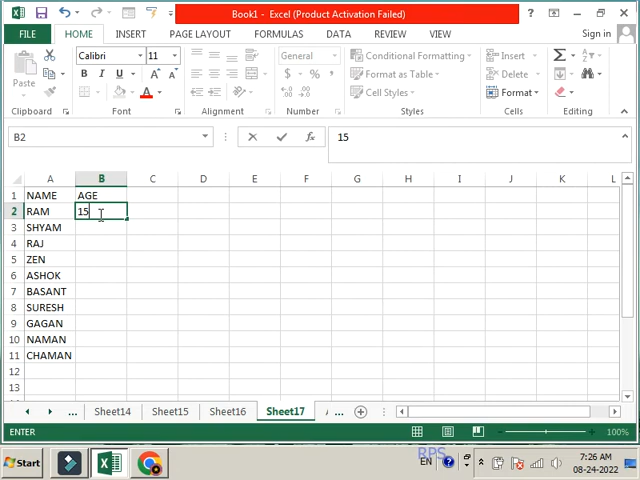 Book1 - Excel (Product Activation Failed)
FILE HOME INSERT PAGE LAYOUT FORMULAS DATA REVIEW VIEW Sign in
Paste Calibri 11 General Conditional Formatting Insert
B I U A $ % , Format as Table Delete
Cell Styles Format
Clipboard Font Alignment Number Styles Cells Editing
B2 fx 15
A B C D E F G H I J K L
1 NAME AGE
2 RAM 15
3 SHYAM
4 RAJ
5 ZEN
6 ASHOK
7 BASANT
8 SURESH
9 GAGAN
10 NAMAN
11 CHAMAN
12
13
... Sheet14 Sheet15 Sheet16 Sheet17 ...
ENTER 100%
RPS
Start EN 7:26 AM
08-24-2022